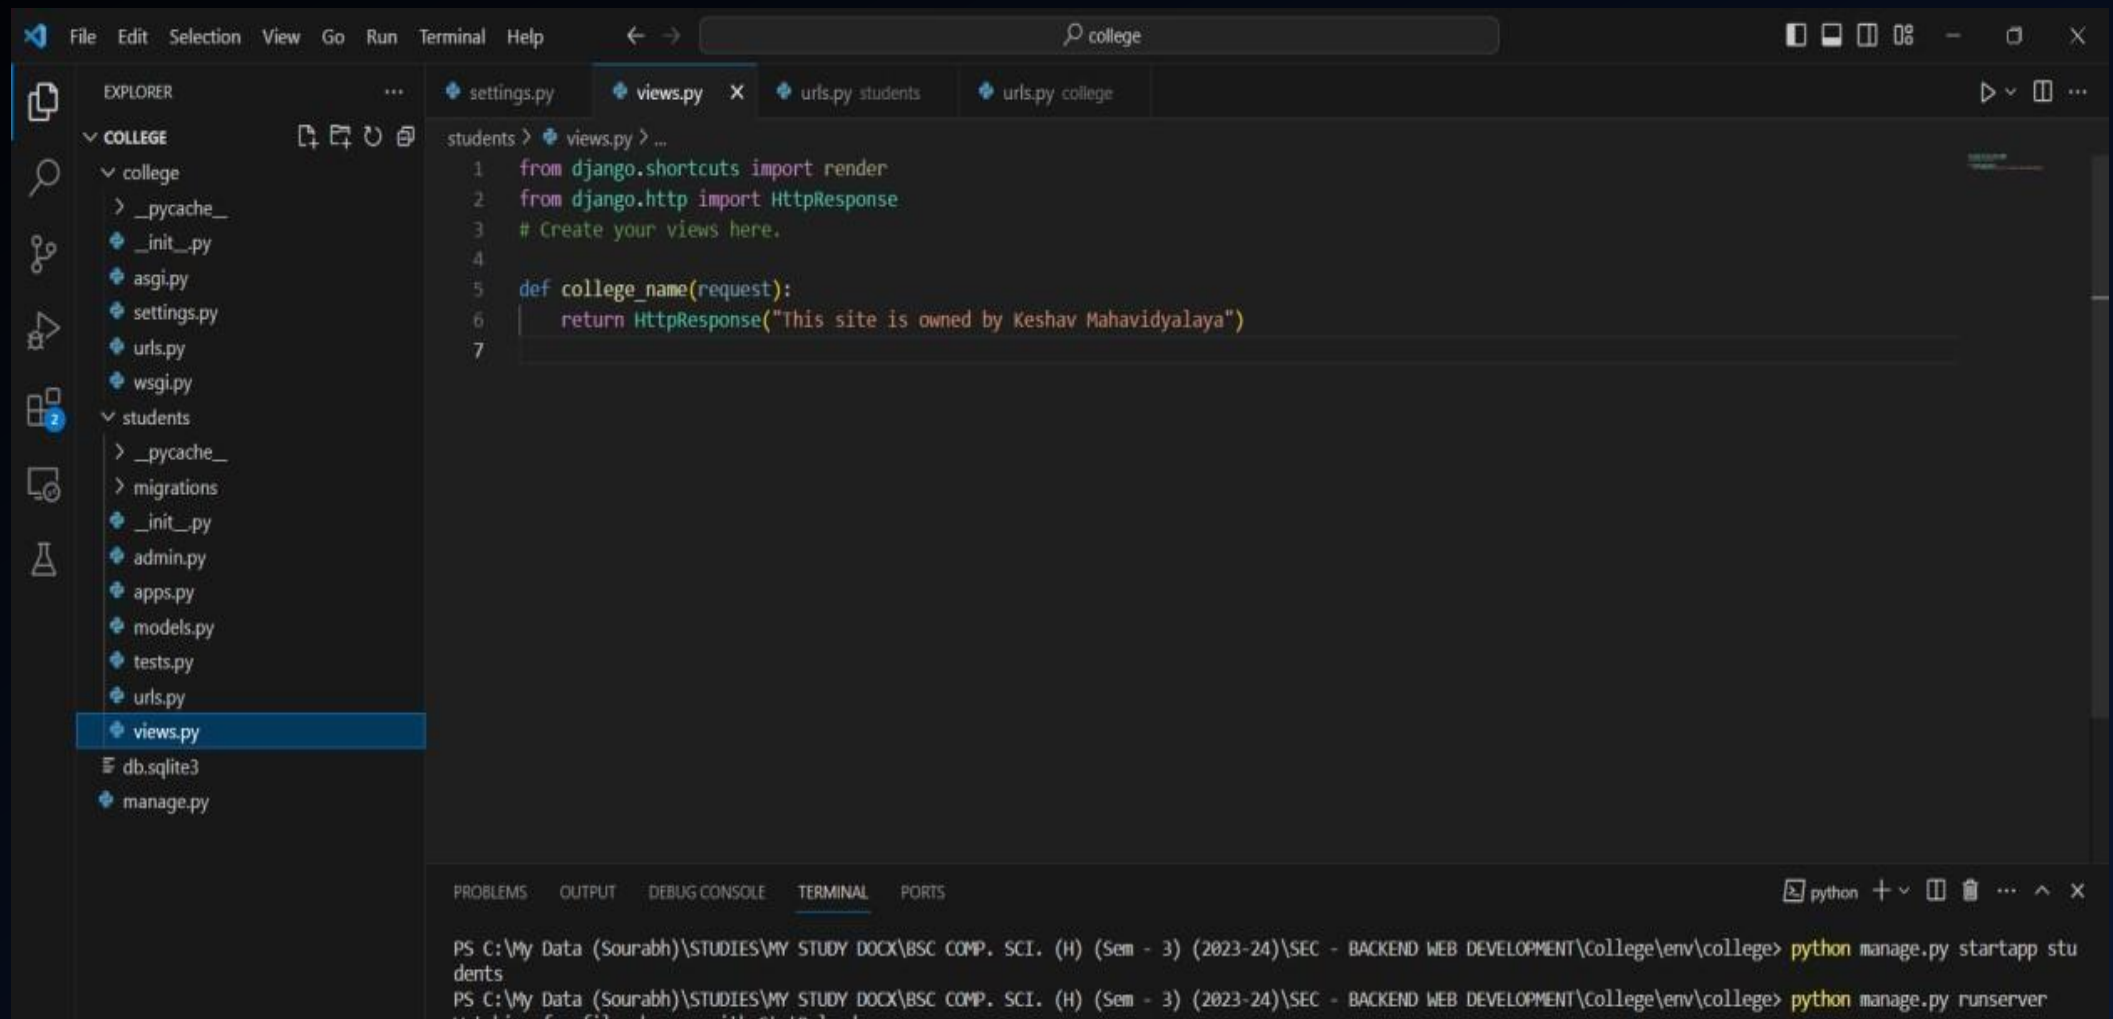 File Edit Selection View Go Run Terminal Help
college
EXPLORER
settings.py
views.py
urls.py students
urls.py college
COLLEGE
college
__pycache__
__init__.py
asgi.py
settings.py
urls.py
wsgi.py
students
__pycache__
migrations
__init__.py
admin.py
apps.py
models.py
tests.py
urls.py
views.py
db.sqlite3
manage.py
2
students > views.py > ...
1 from django.shortcuts import render
2 from django.http import HttpResponse
3 # Create your views here.
4
5 def college_name(request):
6 return HttpResponse("This site is owned by Keshav Mahavidyalaya")
7
PROBLEMS OUTPUT DEBUG CONSOLE TERMINAL PORTS
python
PS C:\My Data (Sourabh)\STUDIES\MY STUDY DOCX\BSC COMP. SCI. (H) (Sem - 3) (2023-24)\SEC - BACKEND WEB DEVELOPMENT\College\env\college> python manage.py startapp stu
dents
PS C:\My Data (Sourabh)\STUDIES\MY STUDY DOCX\BSC COMP. SCI. (H) (Sem - 3) (2023-24)\SEC - BACKEND WEB DEVELOPMENT\College\env\college> python manage.py runserver